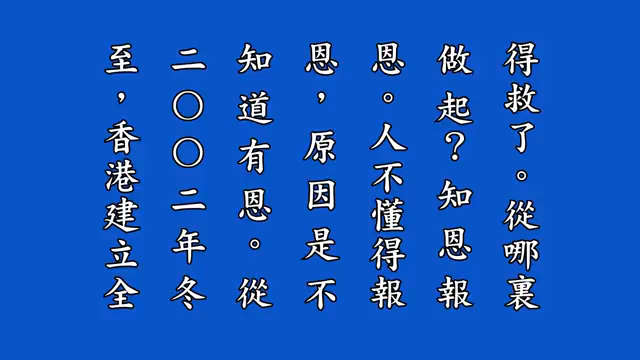 得救了。從哪裏
做起？知恩報
恩。人不懂得報
恩，原因是不
知道有恩。從
二〇〇二年冬
至，香港建立全